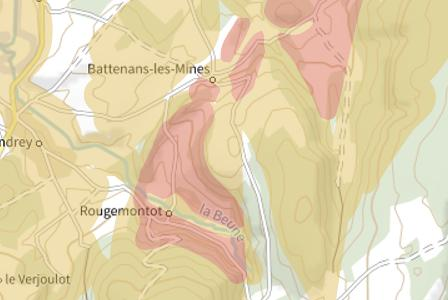 Battenans-les-Mines
ndrey
Rougemontot
la Beune
le Verjoulot